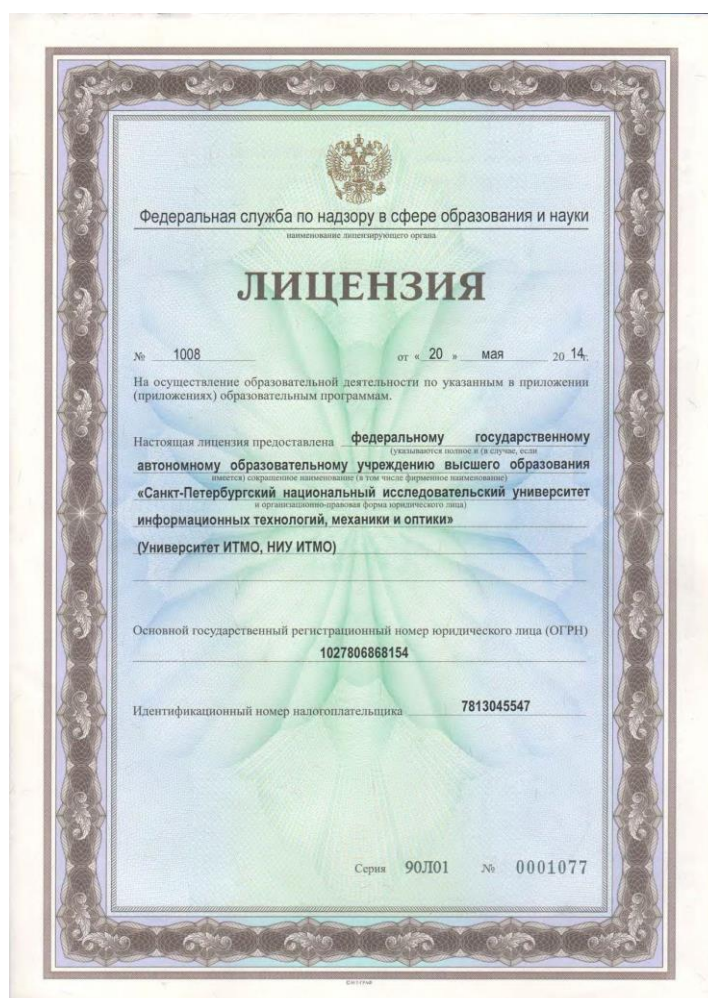 Федеральная служба по надзору в сфере образования и науки
наименование лицензирующего органа
ЛИЦЕНЗИЯ
№ 1008 от « 20 » мая 20 14 г.
На осуществление образовательной деятельности по указанным в приложении
(приложениях) образовательным программам.
Настоящая лицензия предоставлена федеральному государственному
(указываются полное и (в случае, если
автономному образовательному учреждению высшего образования
имеется) сокращенное наименование (в том числе фирменное наименование)
«Санкт-Петербургский национальный исследовательский университет
и организационно-правовая форма юридического лица)
информационных технологий, механики и оптики»
(Университет ИТМО, НИУ ИТМО)
Основной государственный регистрационный номер юридического лица (ОГРН)
1027806868154
Идентификационный номер налогоплательщика 7813045547
Серия 90Л01 № 0001077